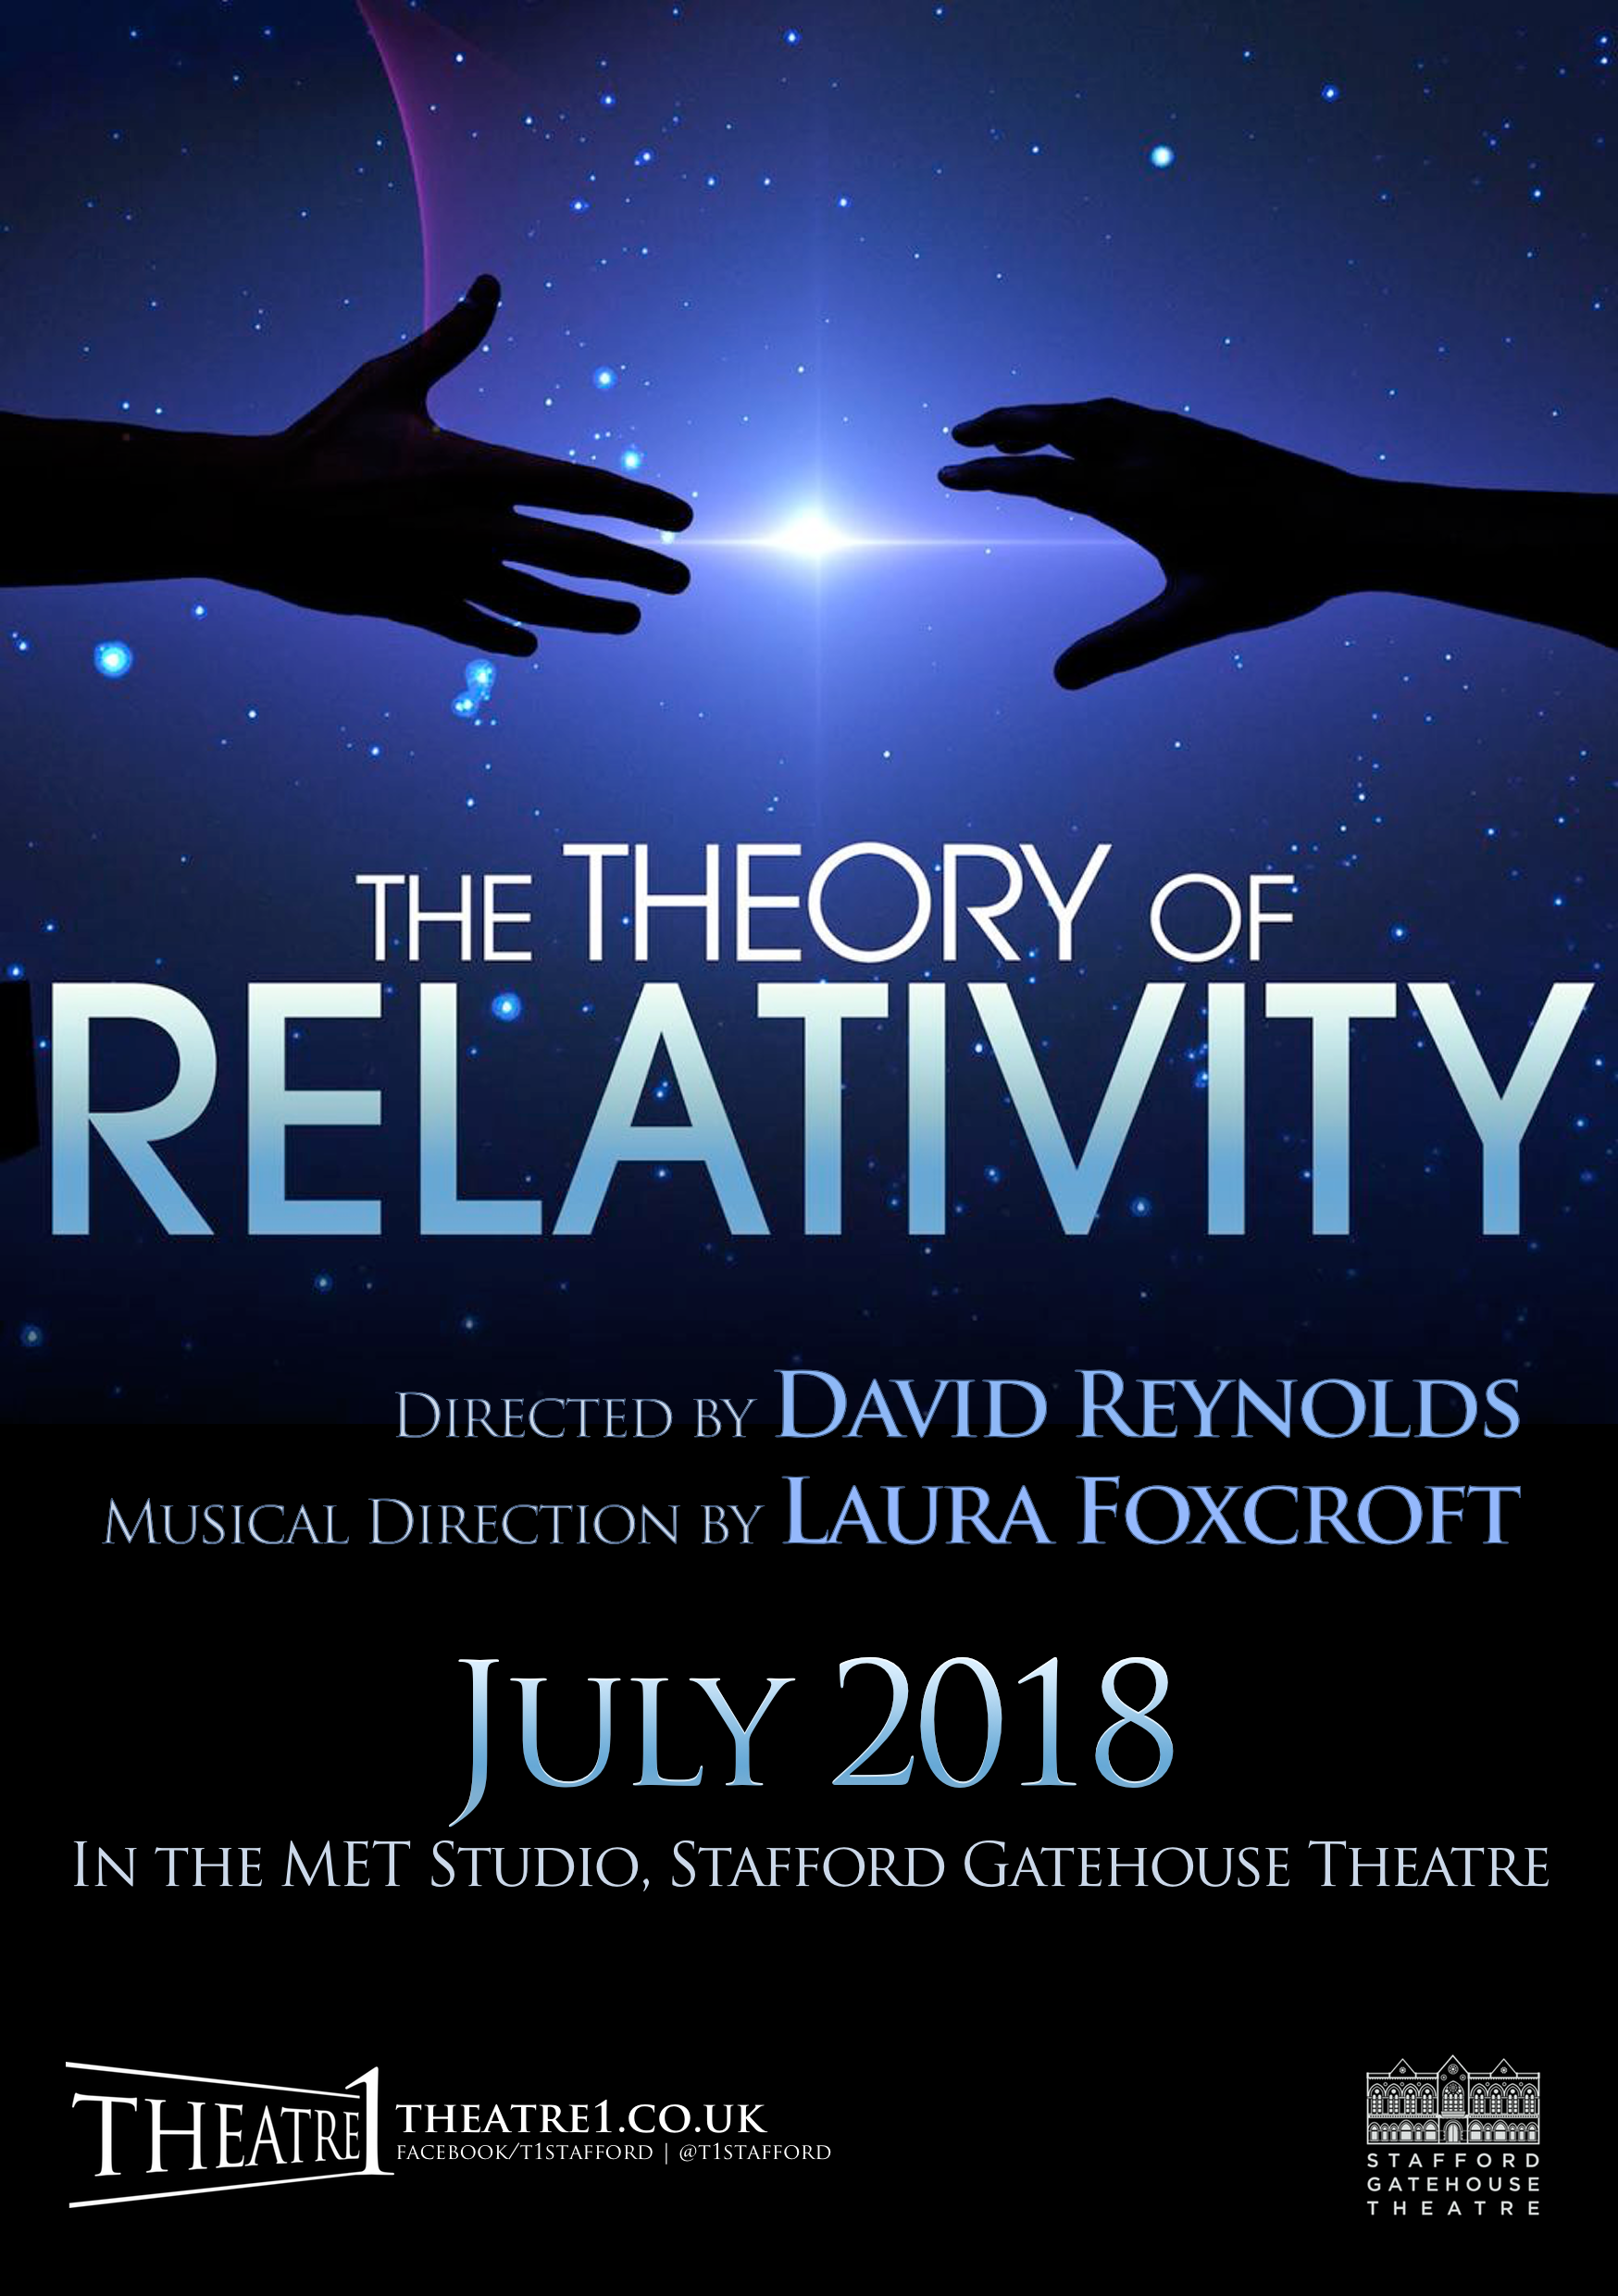 THE THEORY OF
RELATIVITY
DIRECTED BY DAVID REYNOLDS
MUSICAL DIRECTION BY LAURA FOXCROFT
JULY 2018
IN THE MET STUDIO, STAFFORD GATEHOUSE THEATRE
THEATRE1
THEATRE1.CO.UK
FACEBOOK/T1STAFFORD | @T1STAFFORD
STAFFORD
GATEHOUSE
THEATRE